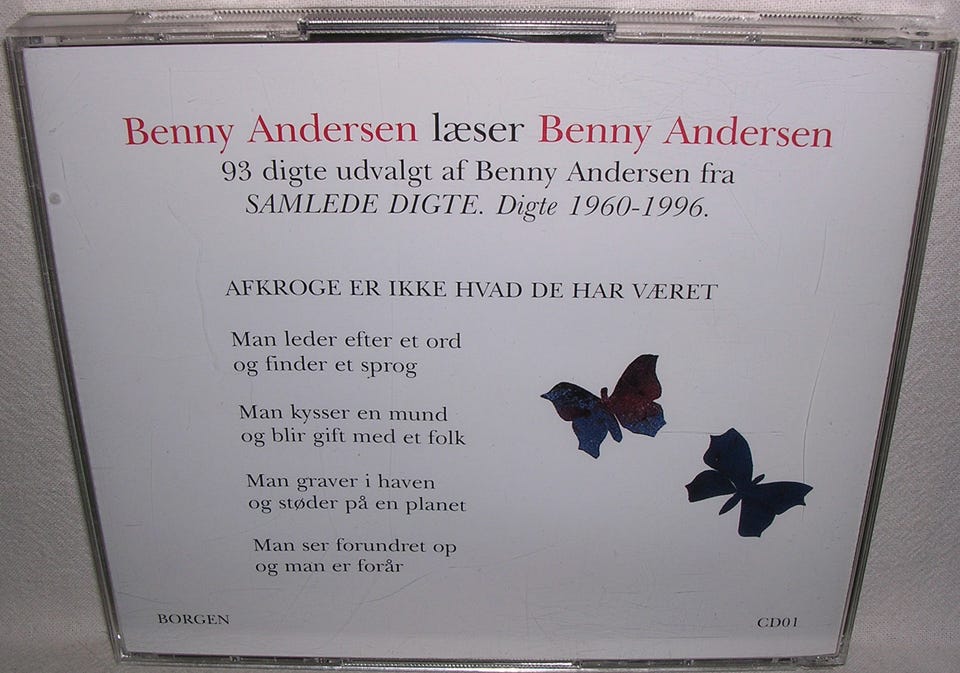 Benny Andersen læser Benny Andersen
93 digte udvalgt af Benny Andersen fra
SAMLEDE DIGTE. Digte 1960-1996.
AFKROGE ER IKKE HVAD DE HAR VÆRET
Man leder efter et ord
og finder et sprog
Man kysser en mund
og blir gift med et folk
Man graver i haven
og støder på en planet
Man ser forundret op
og man er forår
BORGEN
CD01